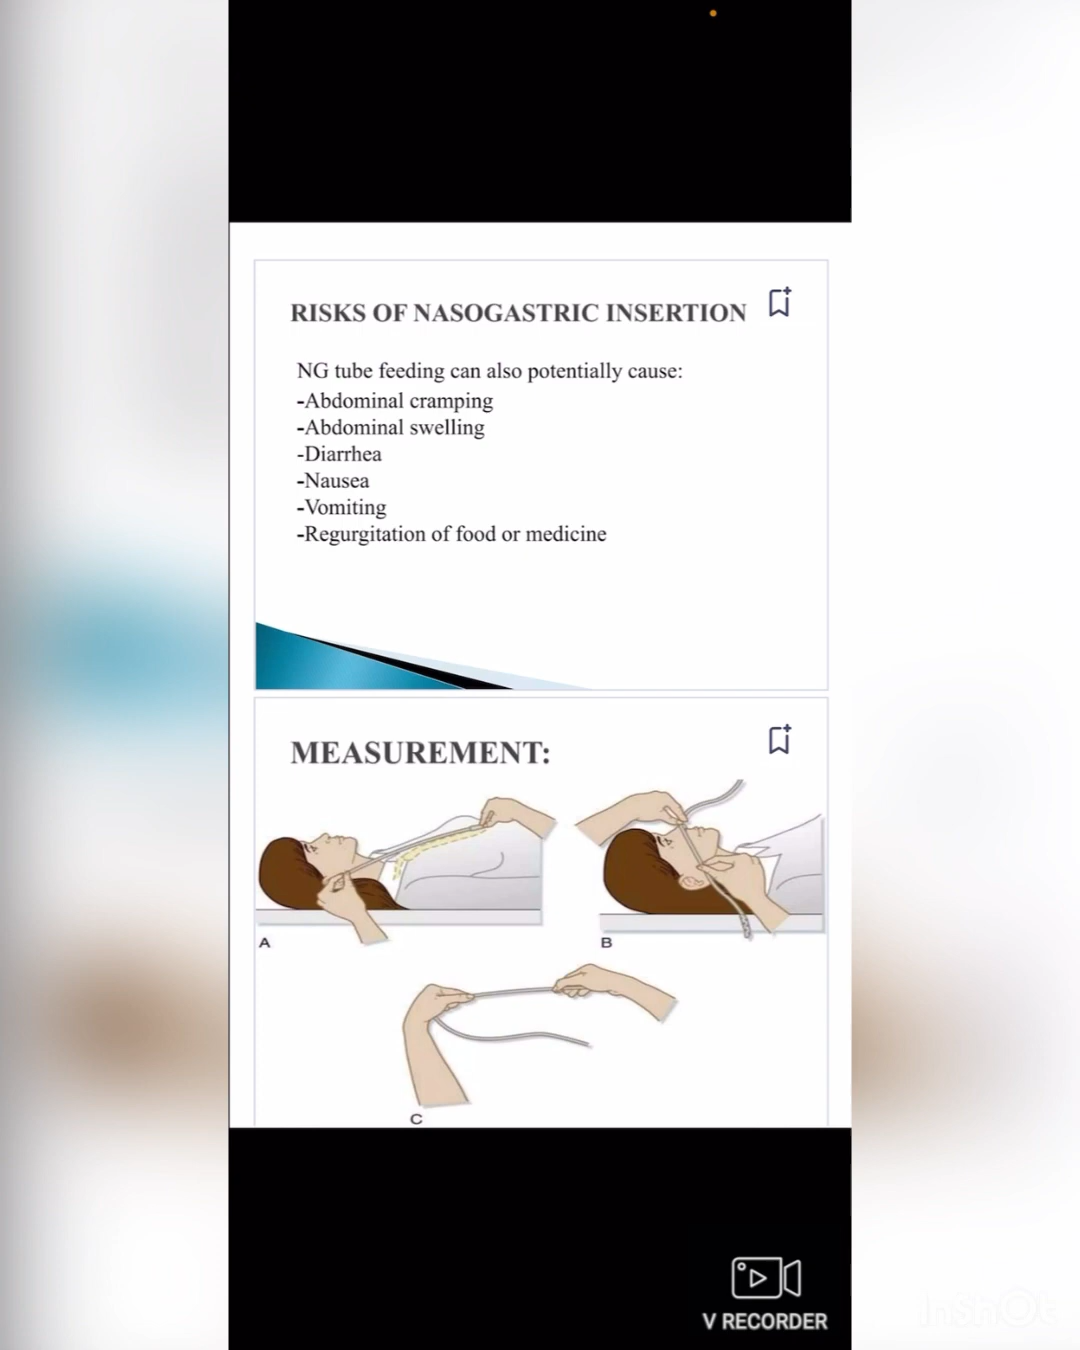 RISKS OF NASOGASTRIC INSERTION
NG tube feeding can also potentially cause:
-Abdominal cramping
-Abdominal swelling
-Diarrhea
-Nausea
-Vomiting
-Regurgitation of food or medicine
MEASUREMENT:
A
B
C
V RECORDER
InShOt